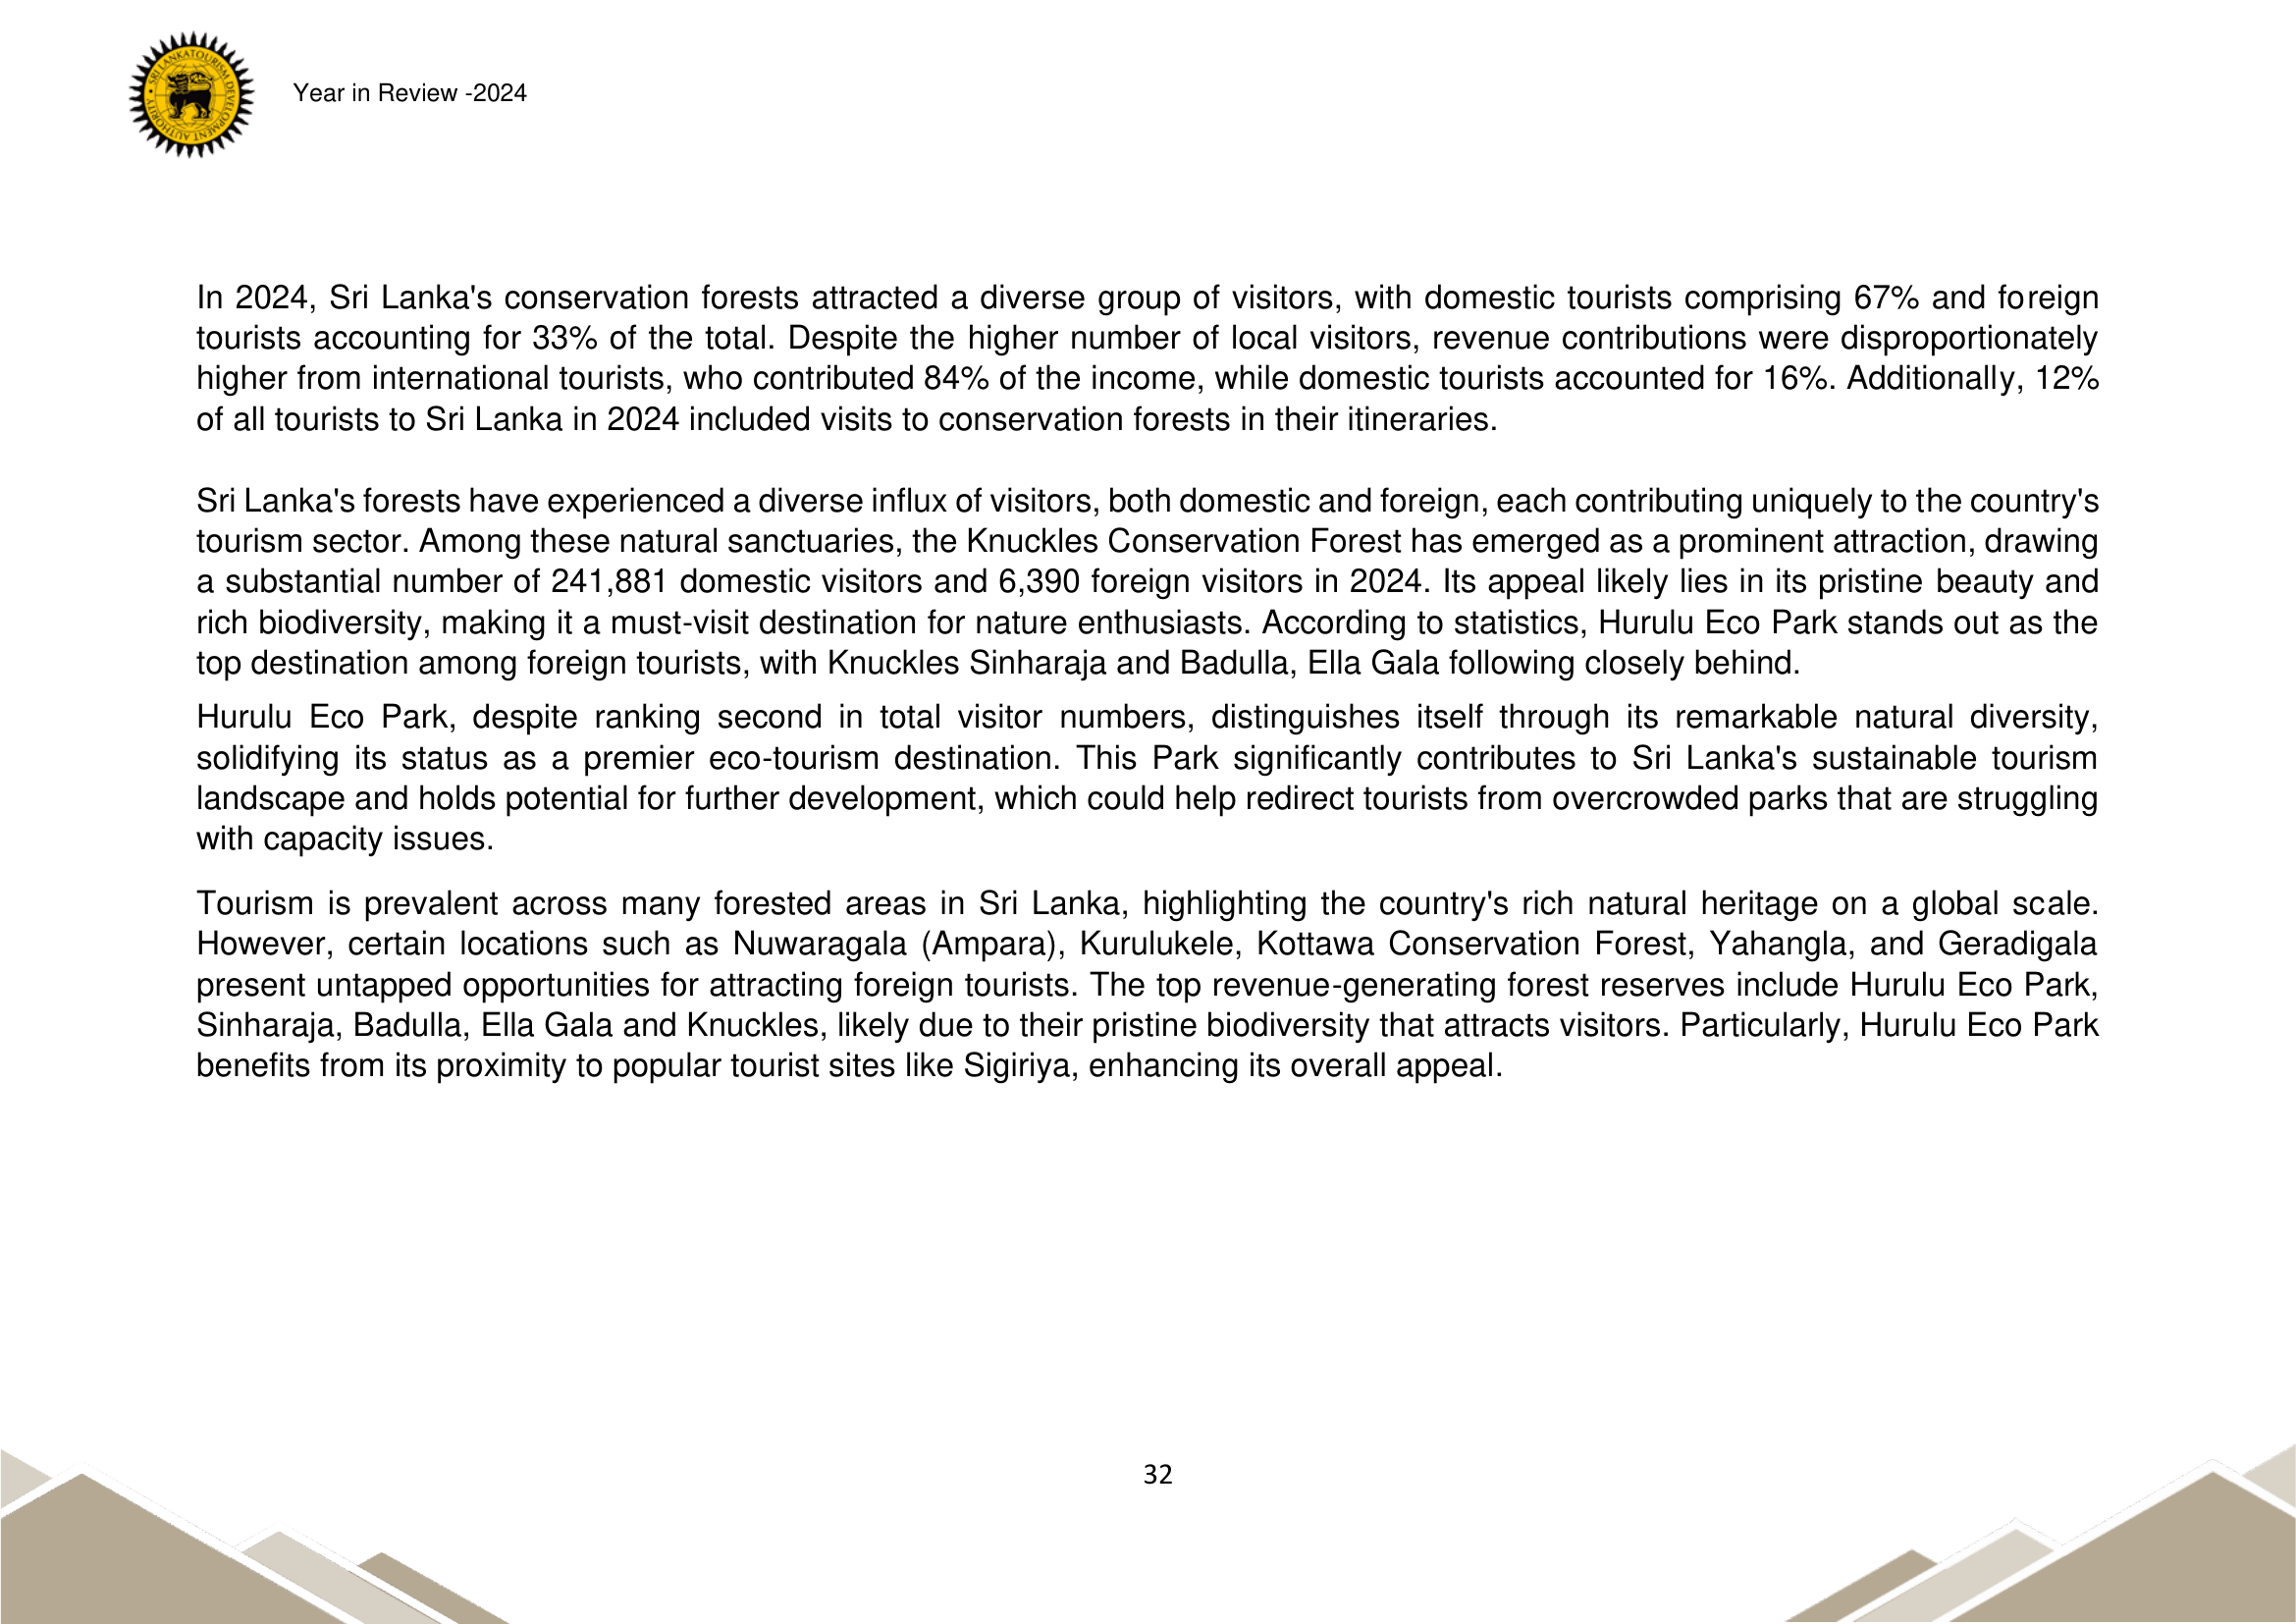 SRI LANKA TOURISM DEVELOPMENT AUTHORITY
Year in Review -2024
In 2024, Sri Lanka's conservation forests attracted a diverse group of visitors, with domestic tourists comprising 67% and foreign
tourists accounting for 33% of the total. Despite the higher number of local visitors, revenue contributions were disproportionately
higher from international tourists, who contributed 84% of the income, while domestic tourists accounted for 16%. Additionally, 12%
of all tourists to Sri Lanka in 2024 included visits to conservation forests in their itineraries.
Sri Lanka's forests have experienced a diverse influx of visitors, both domestic and foreign, each contributing uniquely to the country's
tourism sector. Among these natural sanctuaries, the Knuckles Conservation Forest has emerged as a prominent attraction, drawing
a substantial number of 241,881 domestic visitors and 6,390 foreign visitors in 2024. Its appeal likely lies in its pristine beauty and
rich biodiversity, making it a must-visit destination for nature enthusiasts. According to statistics, Hurulu Eco Park stands out as the
top destination among foreign tourists, with Knuckles Sinharaja and Badulla, Ella Gala following closely behind.
Hurulu Eco Park, despite ranking second in total visitor numbers, distinguishes itself through its remarkable natural diversity,
solidifying its status as a premier eco-tourism destination. This Park significantly contributes to Sri Lanka's sustainable tourism
landscape and holds potential for further development, which could help redirect tourists from overcrowded parks that are struggling
with capacity issues.
Tourism is prevalent across many forested areas in Sri Lanka, highlighting the country's rich natural heritage on a global scale.
However, certain locations such as Nuwaragala (Ampara), Kurulukele, Kottawa Conservation Forest, Yahangla, and Geradigala
present untapped opportunities for attracting foreign tourists. The top revenue-generating forest reserves include Hurulu Eco Park,
Sinharaja, Badulla, Ella Gala and Knuckles, likely due to their pristine biodiversity that attracts visitors. Particularly, Hurulu Eco Park
benefits from its proximity to popular tourist sites like Sigiriya, enhancing its overall appeal.
32